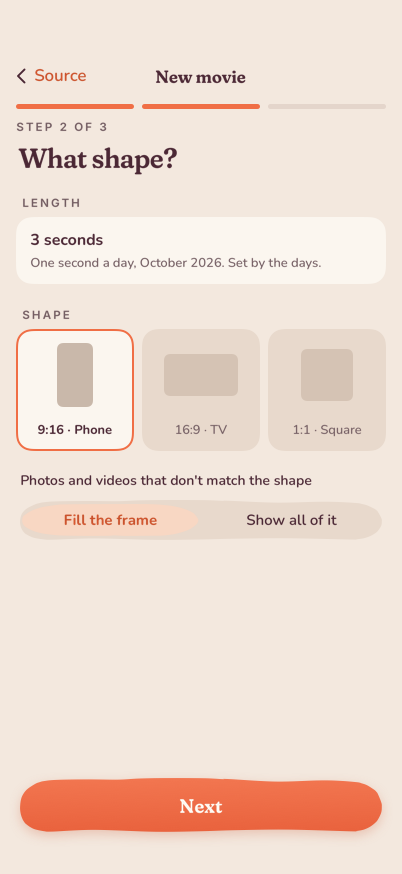 Source
New movie
STEP 2 OF 3
What shape?
LENGTH
3 seconds
One second a day, October 2026. Set by the days.
SHAPE
9:16 · Phone
16:9 · TV
1:1 · Square
Photos and videos that don't match the shape
Fill the frame
Show all of it
Next